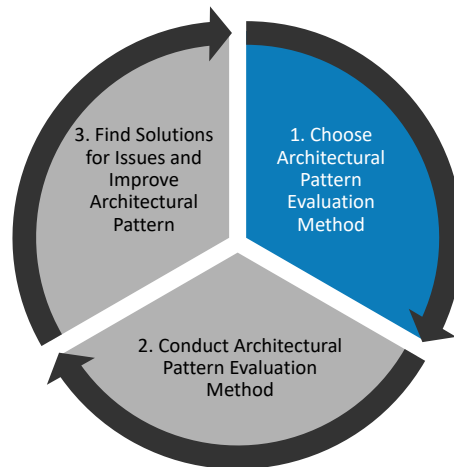 1. Choose
Architectural
Pattern
Evaluation
Method
2. Conduct Architectural
Pattern Evaluation
Method
3. Find Solutions
for Issues and
Improve
Architectural
Pattern